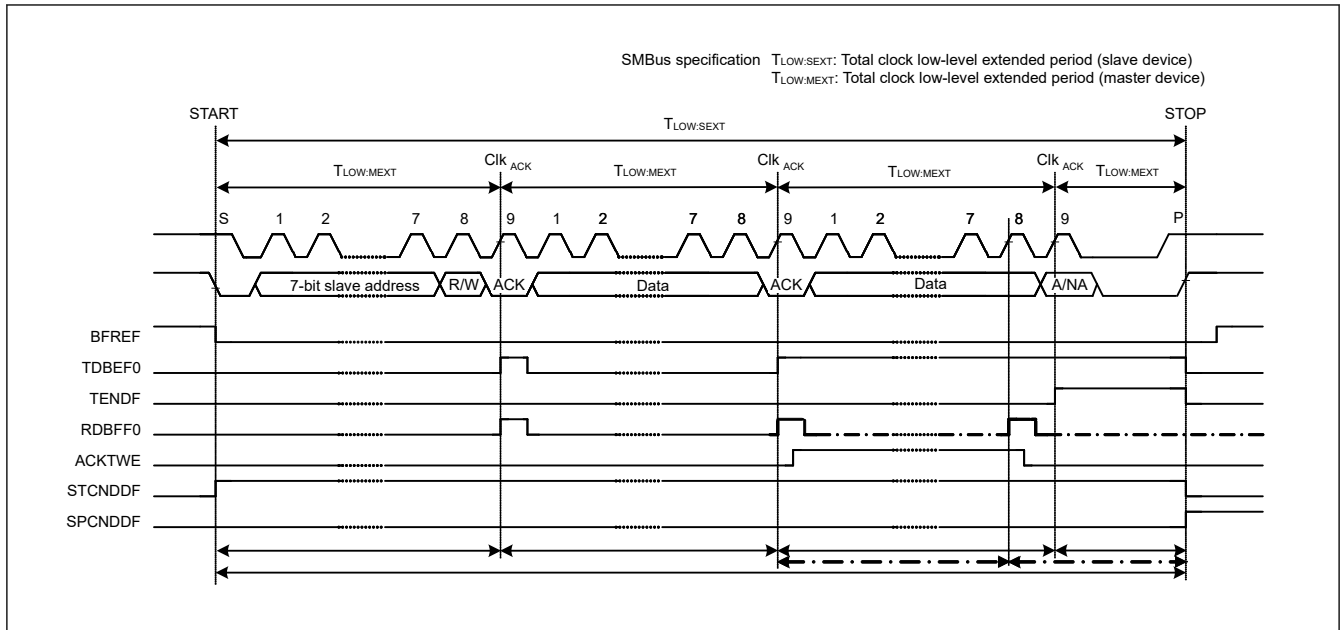 SMBus specification TLOW:SEXT: Total clock low-level extended period (slave device)
TLOW:MEXT: Total clock low-level extended period (master device)
START STOP
TLOW:SEXT
Clk ACK Clk ACK Clk ACK
TLOW:MEXT TLOW:MEXT TLOW:MEXT TLOW:MEXT
S 1 2 7 8 9 1 2 7 8 9 1 2 7 8 9 P
7-bit slave address R/W ACK Data ACK Data A/NA
BFREF
TDBEF0
TENDF
RDBFF0
ACKTWE
STCNDDF
SPCNDDF